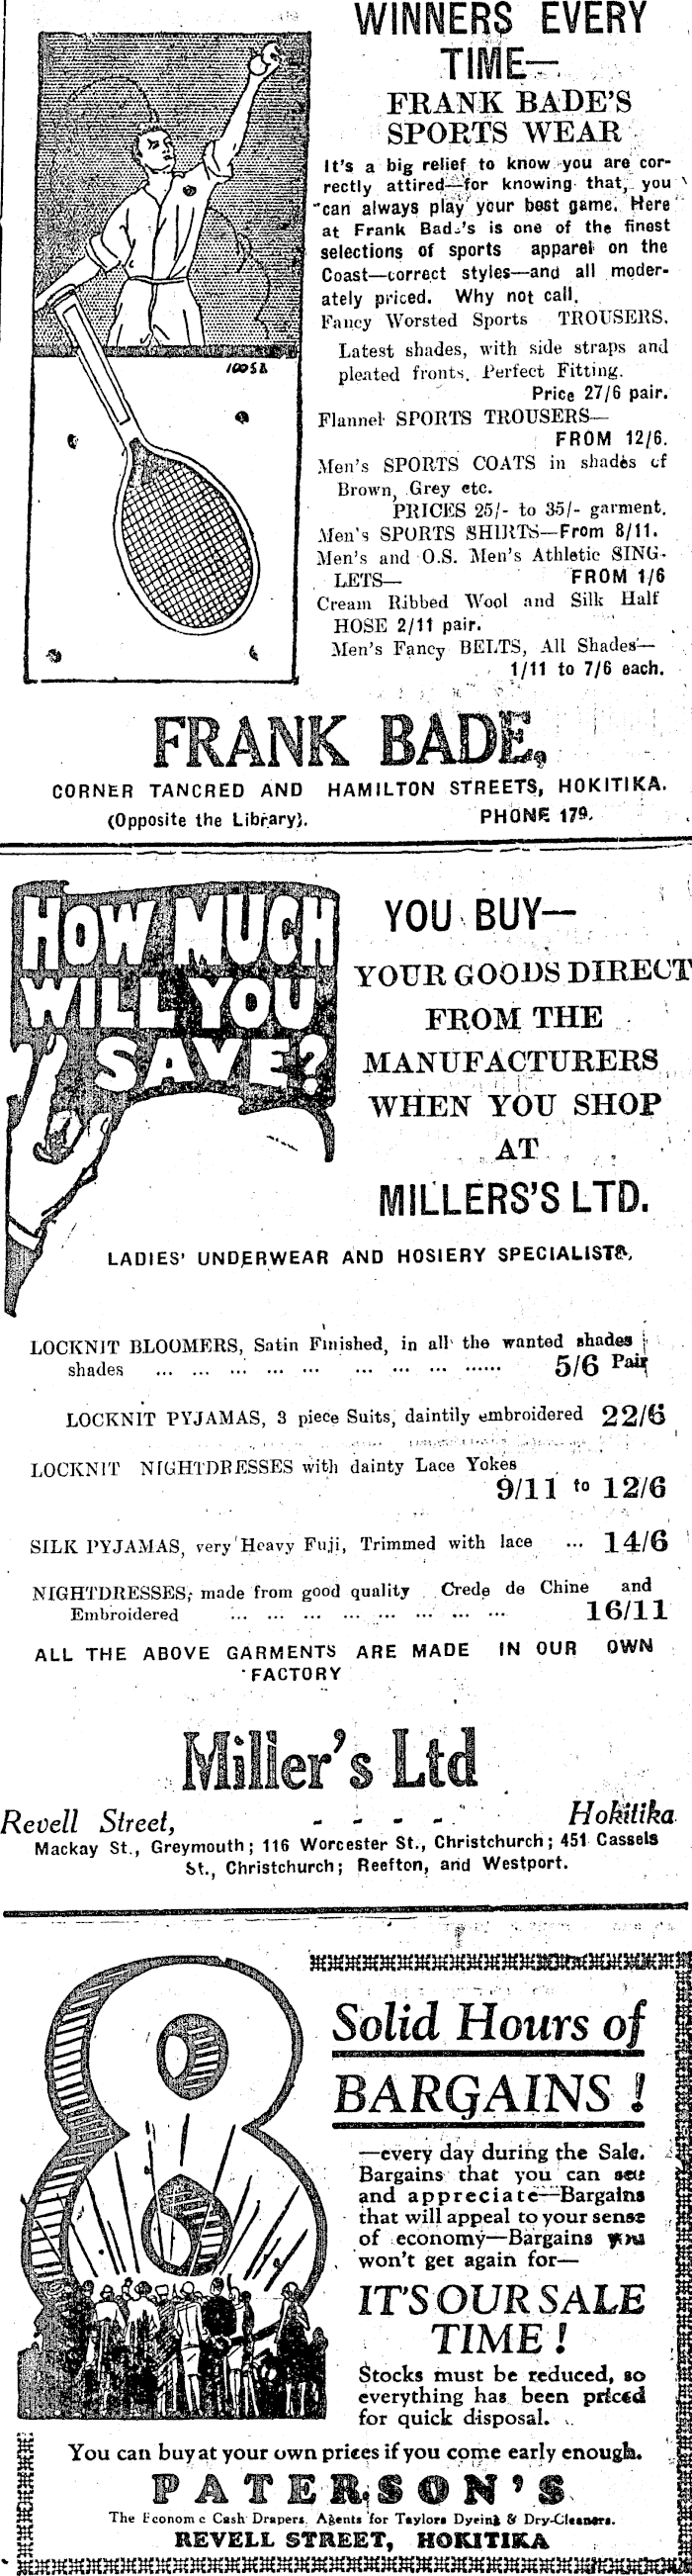 WINNERS EVERY
TIME—
FRANK BADE'S
SPORTS WEAR
It's a big relief to know you are cor-
rectly attired—for knowing that, you
can always play your best game. Here
at Frank Bade's is one of the finest
selections of sports apparel on the
Coast—correct styles—and all moder-
ately priced. Why not call.
Fancy Worsted Sports TROUSERS.
Latest shades, with side straps and
pleated fronts. Perfect Fitting.
Price 27/6 pair.
Flannel SPORTS TROUSERS—
FROM 12/6.
Men's SPORTS COATS in shades of
Brown, Grey etc.
PRICES 25/- to 35/- garment.
Men's SPORTS SHIRTS—From 8/11.
Men's and O.S. Men's Athletic SING-
LETS— FROM 1/6
Cream Ribbed Wool and Silk Half
HOSE 2/11 pair.
Men's Fancy BELTS, All Shades—
1/11 to 7/6 each.
100SA
FRANK BADE,
CORNER TANCRED AND HAMILTON STREETS, HOKITIKA.
(Opposite the Library). PHONE 179.
HOW MUCH
WILL YOU
SAVE?
YOU BUY—
YOUR GOODS DIRECT
FROM THE
MANUFACTURERS
WHEN YOU SHOP
AT
MILLERS'S LTD.
LADIES' UNDERWEAR AND HOSIERY SPECIALISTS.
LOCKNIT BLOOMERS, Satin Finished, in all the wanted shades
shades ... ... ... ... ... ... ... ... ...... 5/6 Pair
LOCKNIT PYJAMAS, 3 piece Suits, daintily embroidered 22/6
LOCKNIT NIGHTDRESSES with dainty Lace Yokes
9/11 to 12/6
SILK PYJAMAS, very Heavy Fuji, Trimmed with lace ... 14/6
NIGHTDRESSES, made from good quality Crede de Chine and
Embroidered ... ... ... ... ... ... ... ... 16/11
ALL THE ABOVE GARMENTS ARE MADE IN OUR OWN
FACTORY
Miller's Ltd
Revell Street, - - - - Hokitika
Mackay St., Greymouth; 116 Worcester St., Christchurch; 451 Cassels
St., Christchurch; Reefton, and Westport.
8
Solid Hours of
BARGAINS!
—every day during the Sale.
Bargains that you can see
and appreciate—Bargains
that will appeal to your sense
of economy—Bargains you
won't get again for—
IT'S OUR SALE
TIME!
Stocks must be reduced, so
everything has been priced
for quick disposal.
You can buy at your own prices if you come early enough.
PATERSON'S
The Economic Cash Drapers. Agents for Taylors Dyeing & Dry-Cleaners.
REVELL STREET, HOKITIKA